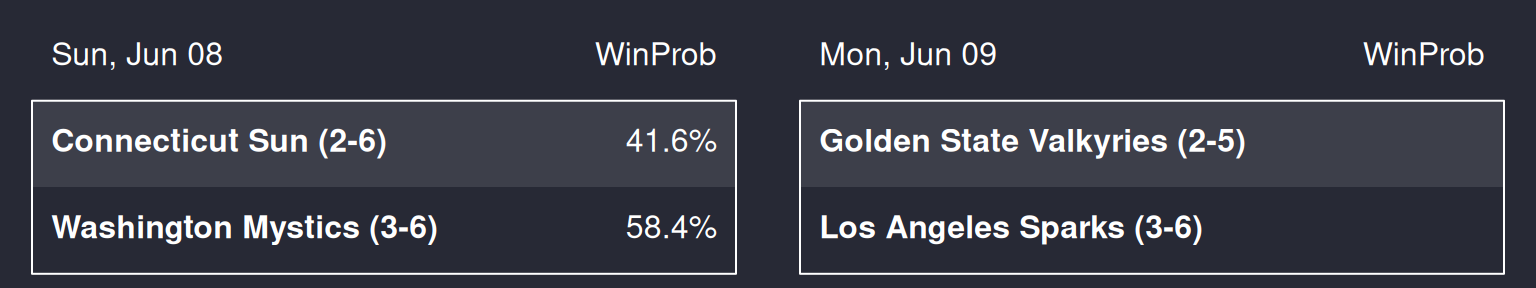 Sun, Jun 08 WinProb
Connecticut Sun (2-6) 41.6%
Washington Mystics (3-6) 58.4%
Mon, Jun 09 WinProb
Golden State Valkyries (2-5)
Los Angeles Sparks (3-6)